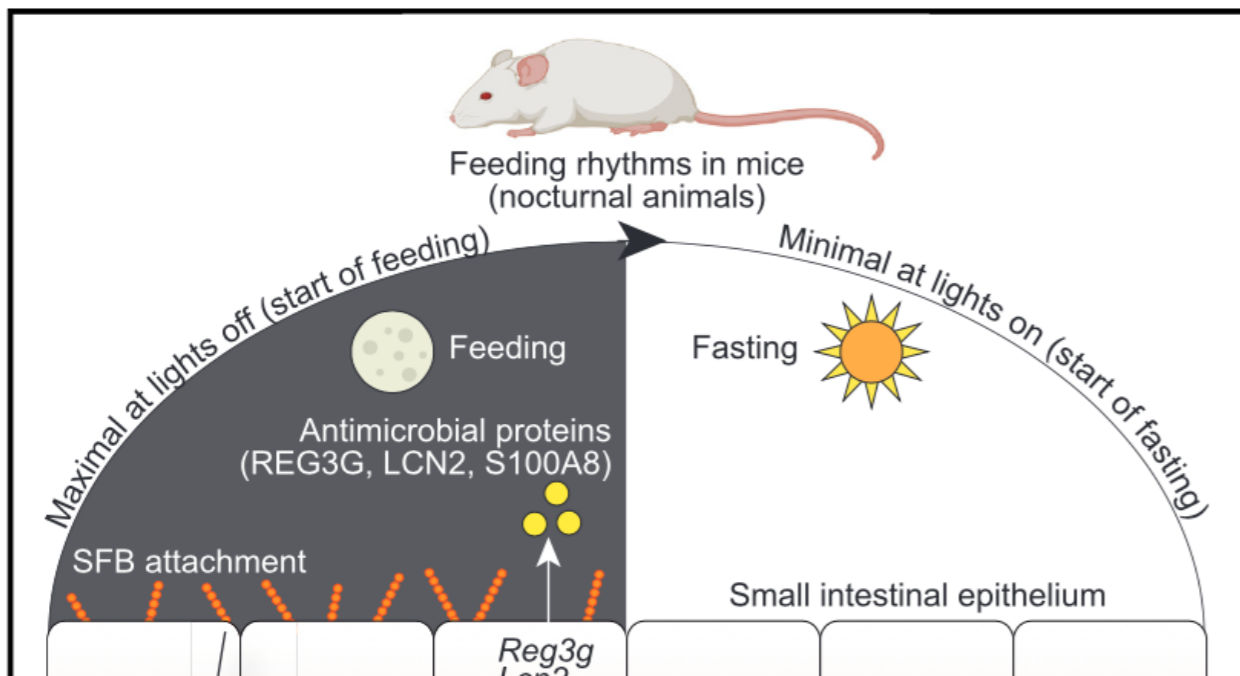 Feeding rhythms in mice
(nocturnal animals)
Maximal at lights off (start of feeding)
Minimal at lights on (start of fasting)
Feeding
Fasting
Antimicrobial proteins
(REG3G, LCN2, S100A8)
SFB attachment
Small intestinal epithelium
Reg3g